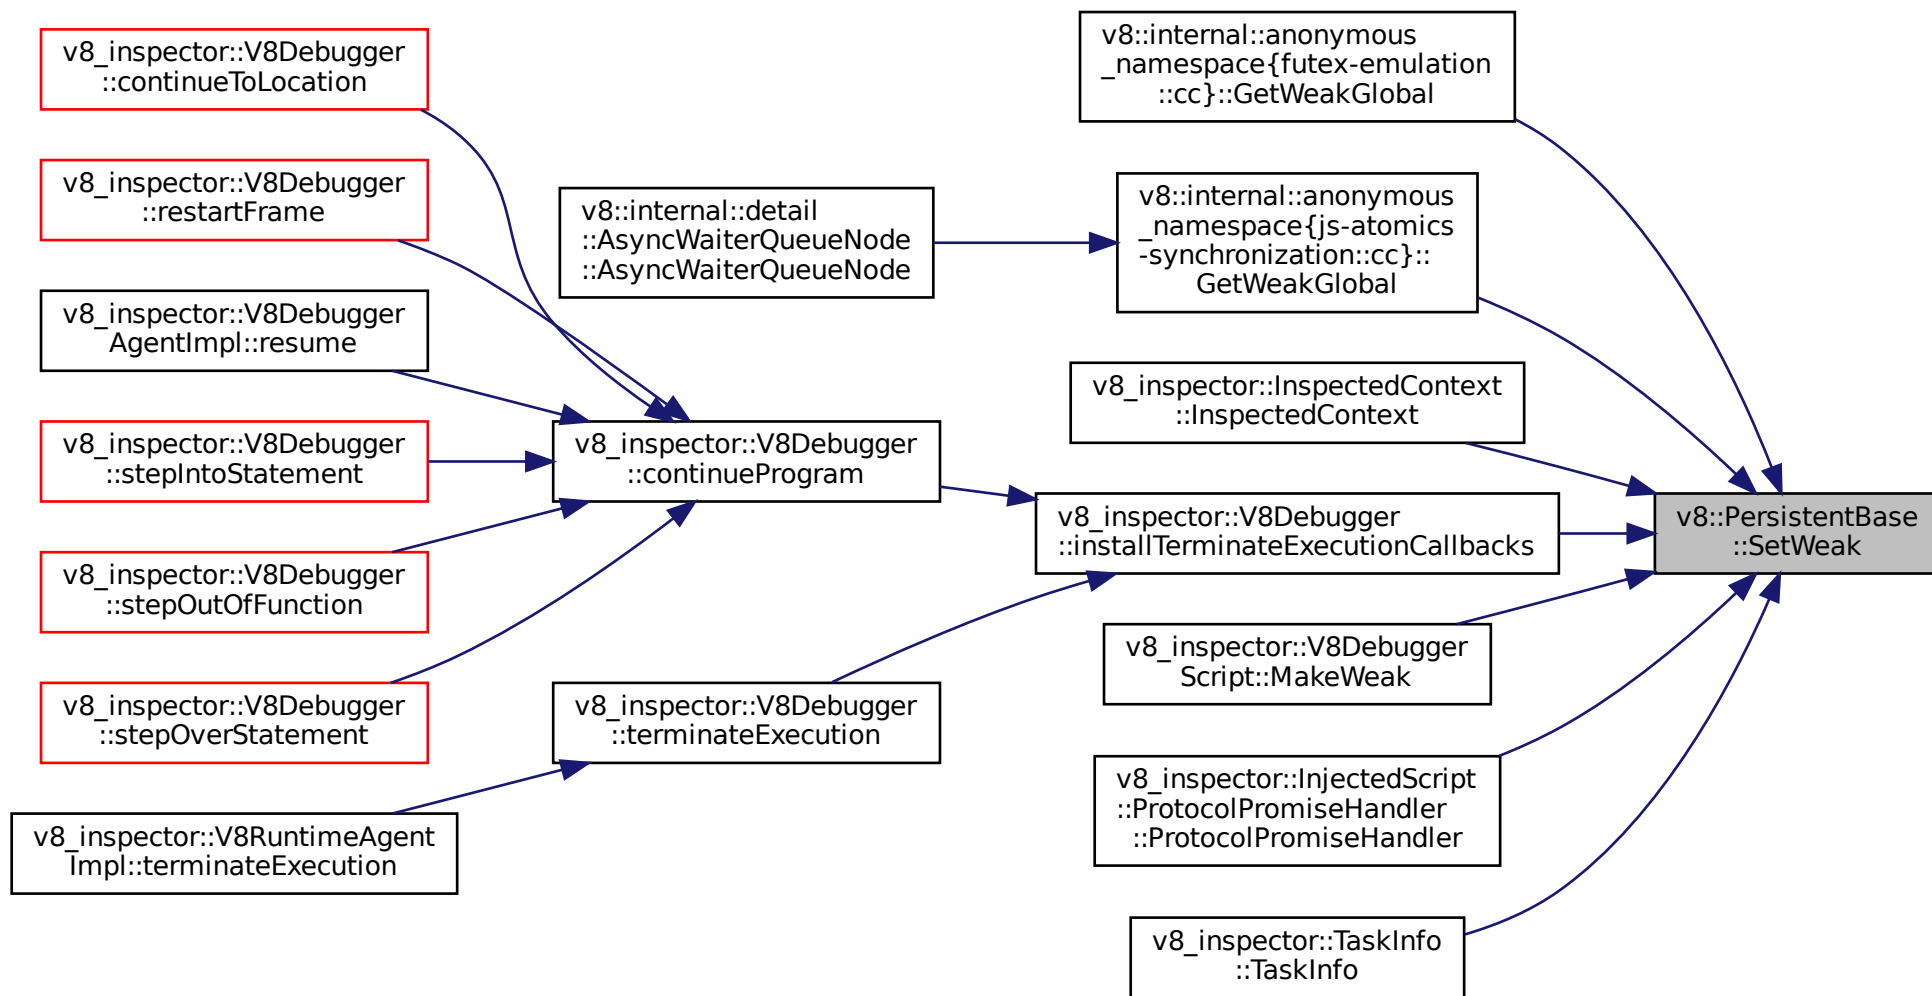 v8_inspector::V8Debugger
::continueToLocation
v8_inspector::V8Debugger
::restartFrame
v8_inspector::V8Debugger
AgentImpl::resume
v8_inspector::V8Debugger
::stepIntoStatement
v8_inspector::V8Debugger
::stepOutOfFunction
v8_inspector::V8Debugger
::stepOverStatement
v8_inspector::V8RuntimeAgent
Impl::terminateExecution
v8::internal::detail
::AsyncWaiterQueueNode
::AsyncWaiterQueueNode
v8_inspector::V8Debugger
::continueProgram
v8_inspector::V8Debugger
::terminateExecution
v8::internal::anonymous
_namespace{futex-emulation
::cc}::GetWeakGlobal
v8::internal::anonymous
_namespace{js-atomics
-synchronization::cc}::
GetWeakGlobal
v8_inspector::InspectedContext
::InspectedContext
v8_inspector::V8Debugger
::installTerminateExecutionCallbacks
v8_inspector::V8Debugger
Script::MakeWeak
v8_inspector::InjectedScript
::ProtocolPromiseHandler
::ProtocolPromiseHandler
v8_inspector::TaskInfo
::TaskInfo
v8::PersistentBase
::SetWeak